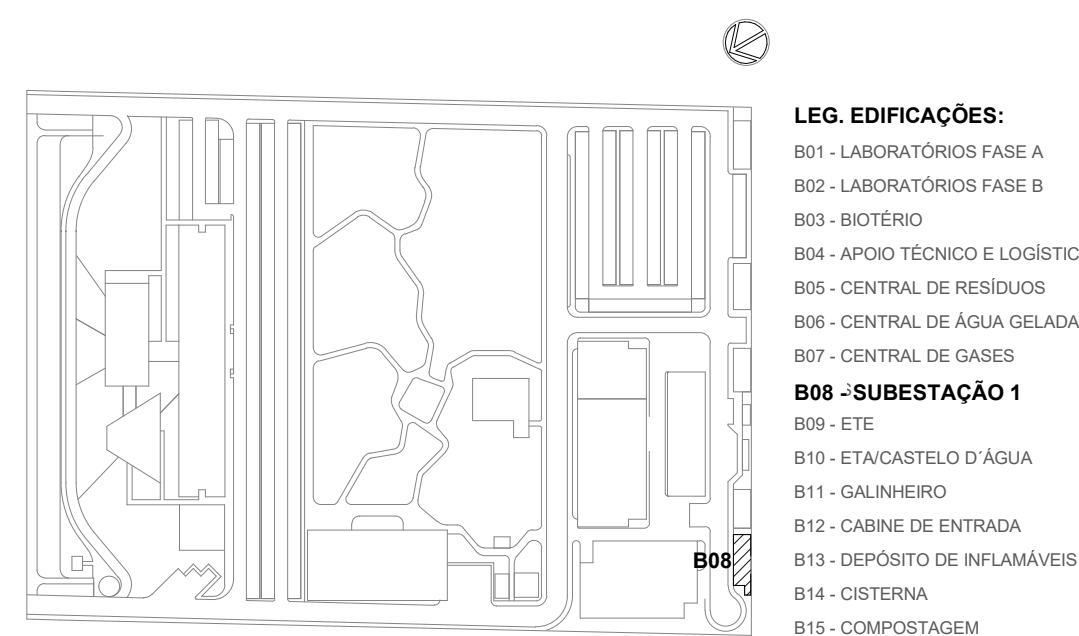 LEG. EDIFICAÇÕES:
B01 - LABORATÓRIOS FASE A
B02 - LABORATÓRIOS FASE B
B03 - BIOTÉRIO
B04 - APOIO TÉCNICO E LOGÍSTIC
B05 - CENTRAL DE RESÍDUOS
B06 - CENTRAL DE ÁGUA GELADA
B07 - CENTRAL DE GASES
B08 - SUBESTAÇÃO 1
B09 - ETE
B10 - ETA/CASTELO D´ÁGUA
B11 - GALINHEIRO
B12 - CABINE DE ENTRADA
B13 - DEPÓSITO DE INFLAMÁVEIS
B14 - CISTERNA
B15 - COMPOSTAGEM
B08